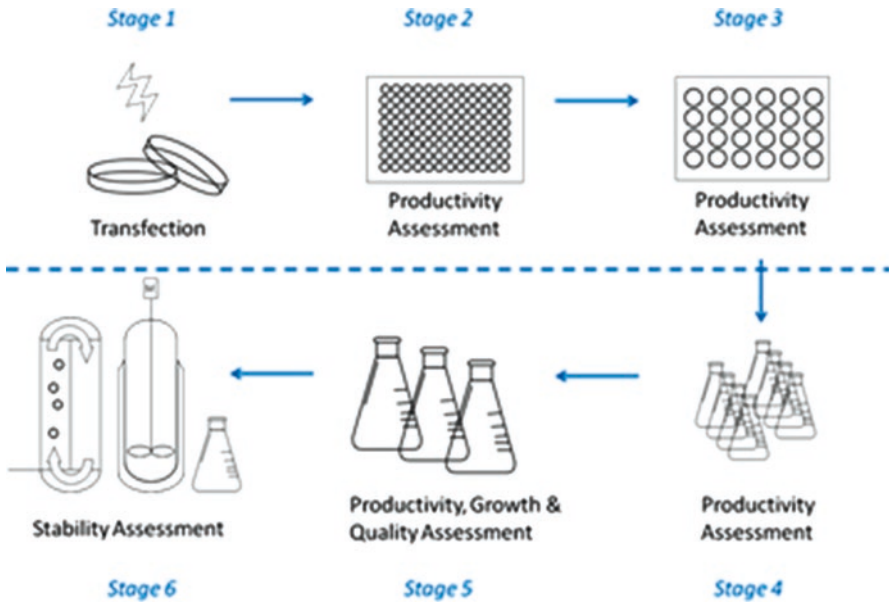 Stage 1
Stage 2
Stage 3
Transfection
Productivity
Assessment
Productivity
Assessment
Stability Assessment
Productivity, Growth &
Quality Assessment
Productivity
Assessment
Stage 6
Stage 5
Stage 4